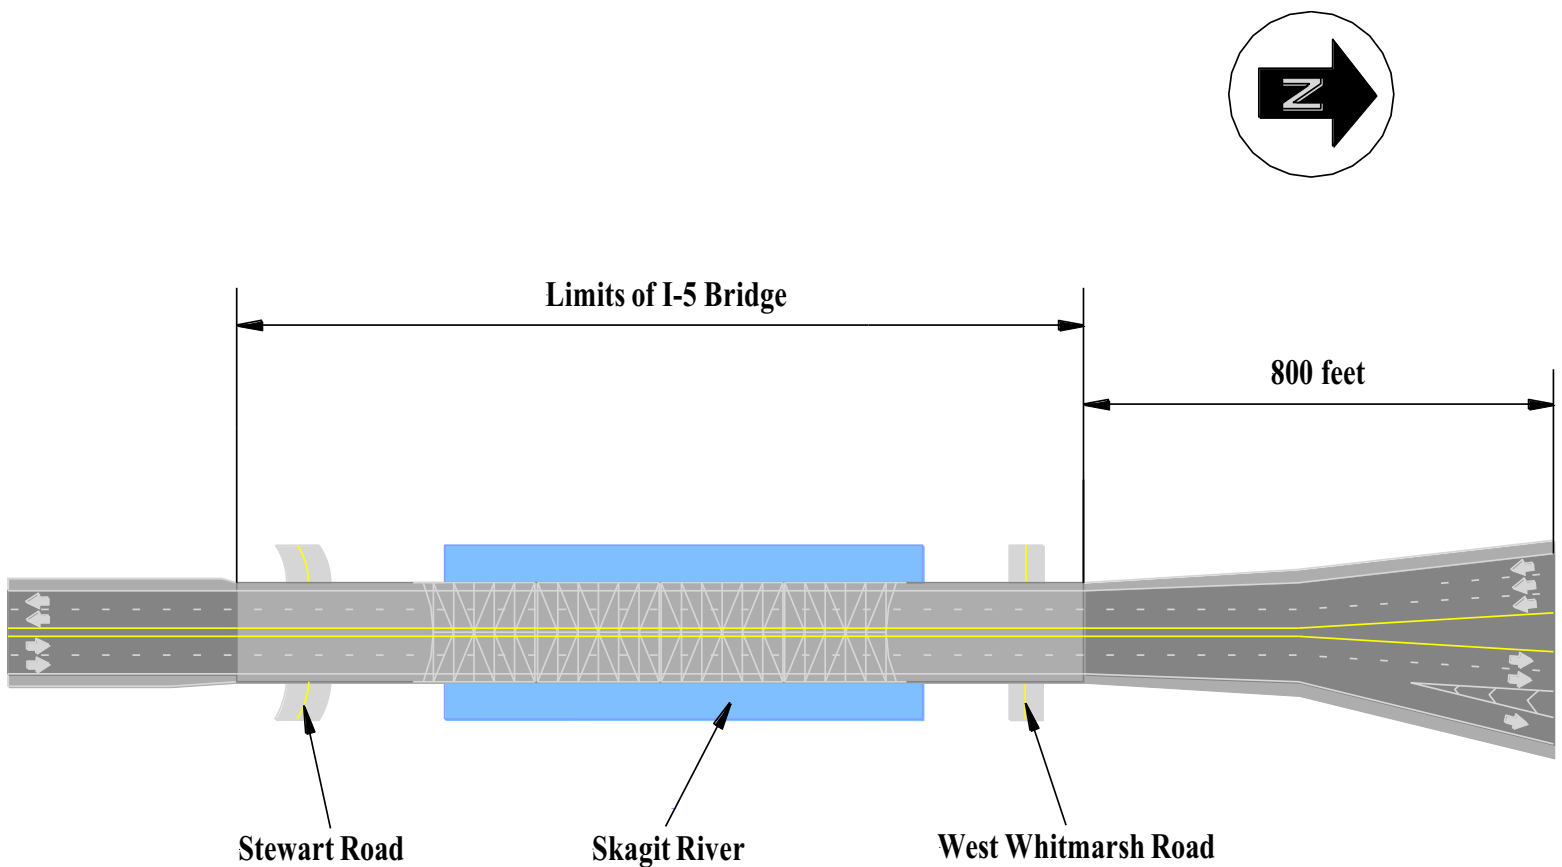 N
Limits of I-5 Bridge
800 feet
Stewart Road
Skagit River
West Whitmarsh Road